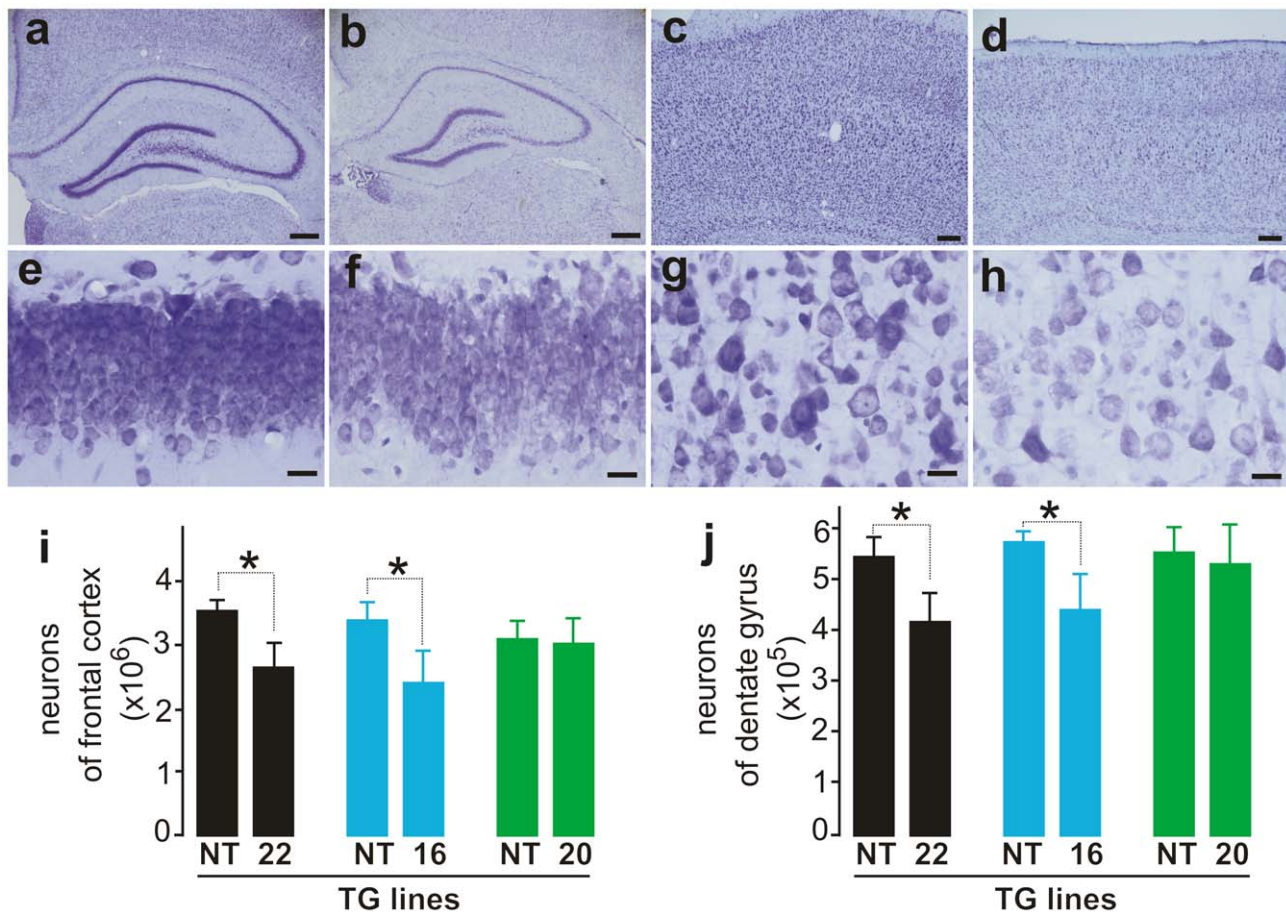 a
b
c
d
e
f
g
h
i
neurons
of frontal cortex
(x10⁶)
4
3
2
1
0
*
*
NT 22 NT 16 NT 20
TG lines
j
neurons
of dentate gyrus
(x10⁵)
6
5
4
3
2
1
0
*
*
NT 22 NT 16 NT 20
TG lines